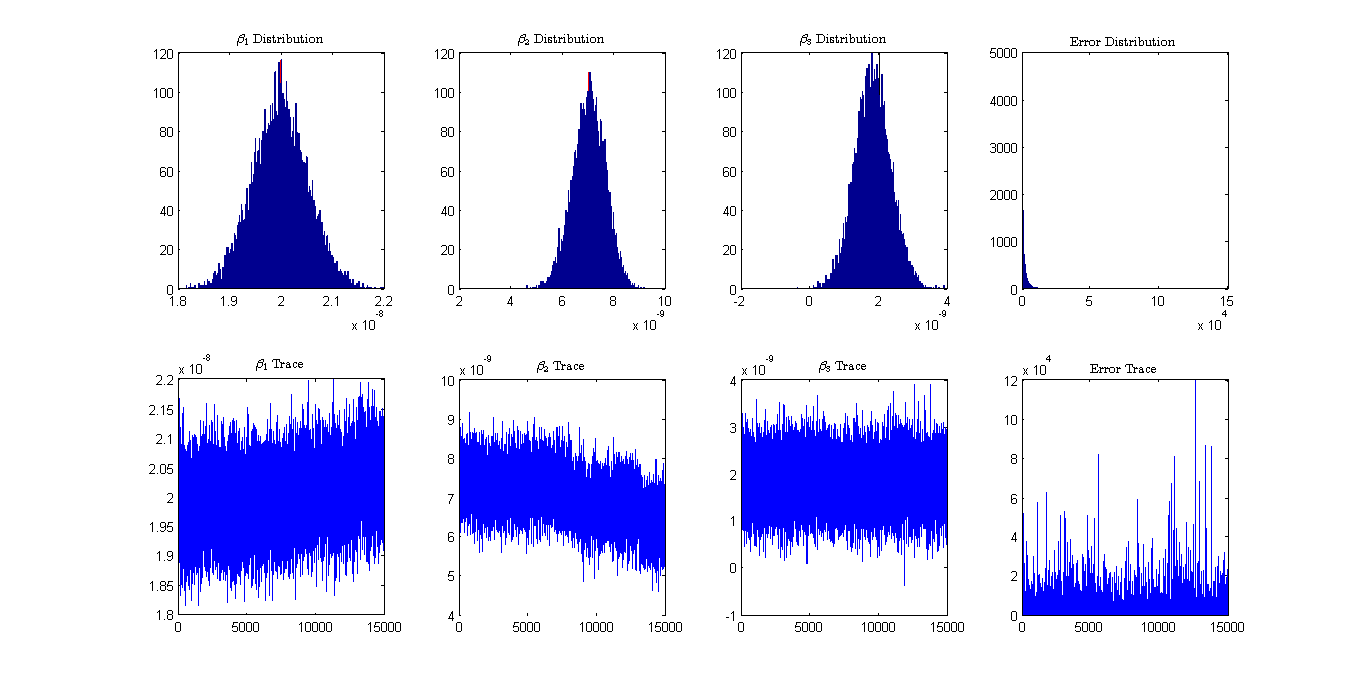 β1 Distribution
β2 Distribution
β3 Distribution
Error Distribution
120
100
80
60
40
20
0
1.8 1.9 2 2.1 2.2
x 10-8
120
100
80
60
40
20
0
2 4 6 8 10
x 10-9
120
100
80
60
40
20
0
-2 0 2 4
x 10-9
5000
4000
3000
2000
1000
0
0 5 10 15
x 10 4
β1 Trace
x 10-8
2.2
2.15
2.1
2.05
2
1.95
1.9
1.85
1.8
0 5000 10000 15000
β2 Trace
x 10-9
10
9
8
7
6
5
4
0 5000 10000 15000
β3 Trace
x 10-9
4
3
2
1
0
-1
0 5000 10000 15000
Error Trace
x 10 4
12
10
8
6
4
2
0
0 5000 10000 15000